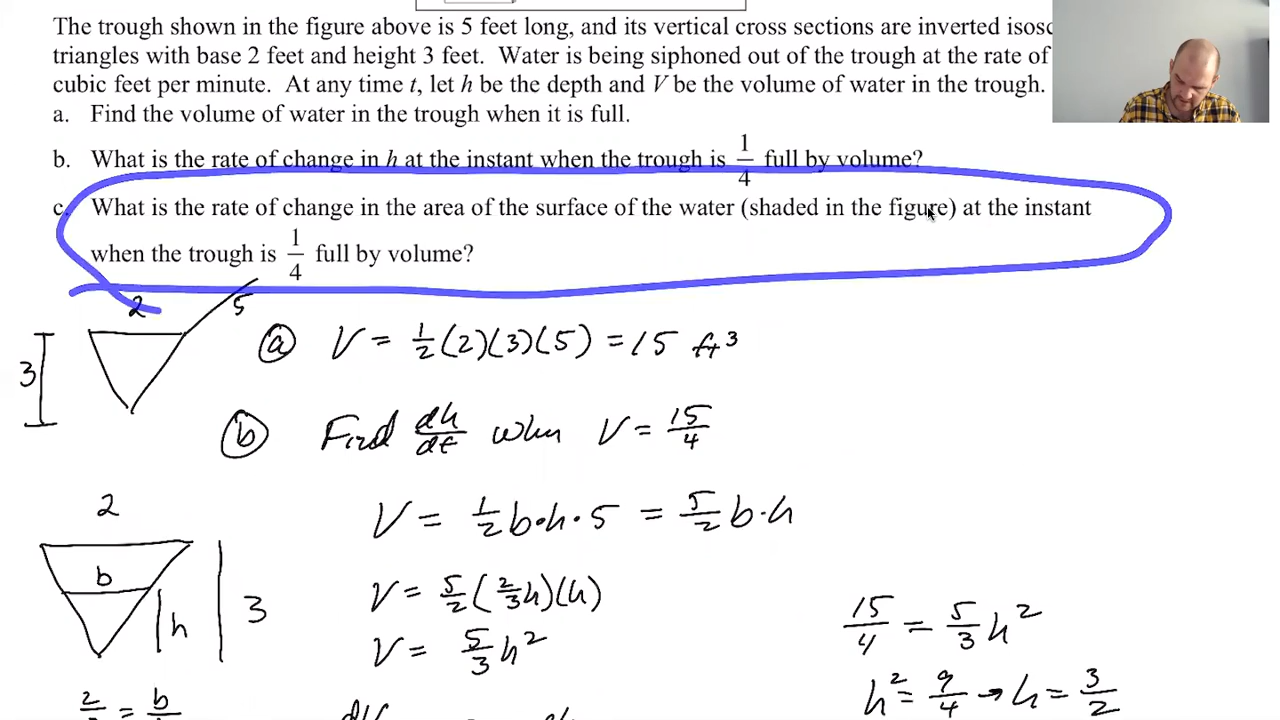 The trough shown in the figure above is 5 feet long, and its vertical cross sections are inverted
triangles with base 2 feet and height 3 feet. Water is being siphoned out of the trough at the rate of
cubic feet per minute. At any time t, let h be the depth and V be the volume of water in the trough.
a. Find the volume of water in the trough when it is full.
b. What is the rate of change in h at the instant when the trough is 1/4 full by volume?
c. What is the rate of change in the area of the surface of the water (shaded in the figure) at the instant
when the trough is 1/4 full by volume?
2 5
3
ⓐ V = 1/2(2)(3)(5) = 15 ft³
ⓑ Find dh/dt when V = 15/4
2
b
h
3
V = 1/2 b·h·5 = 5/2 b·h
V = 5/2(2/3h)(h)
V = 5/3h²
15/4 = 5/3h²
h² = 9/4 → h = 3/2
= b